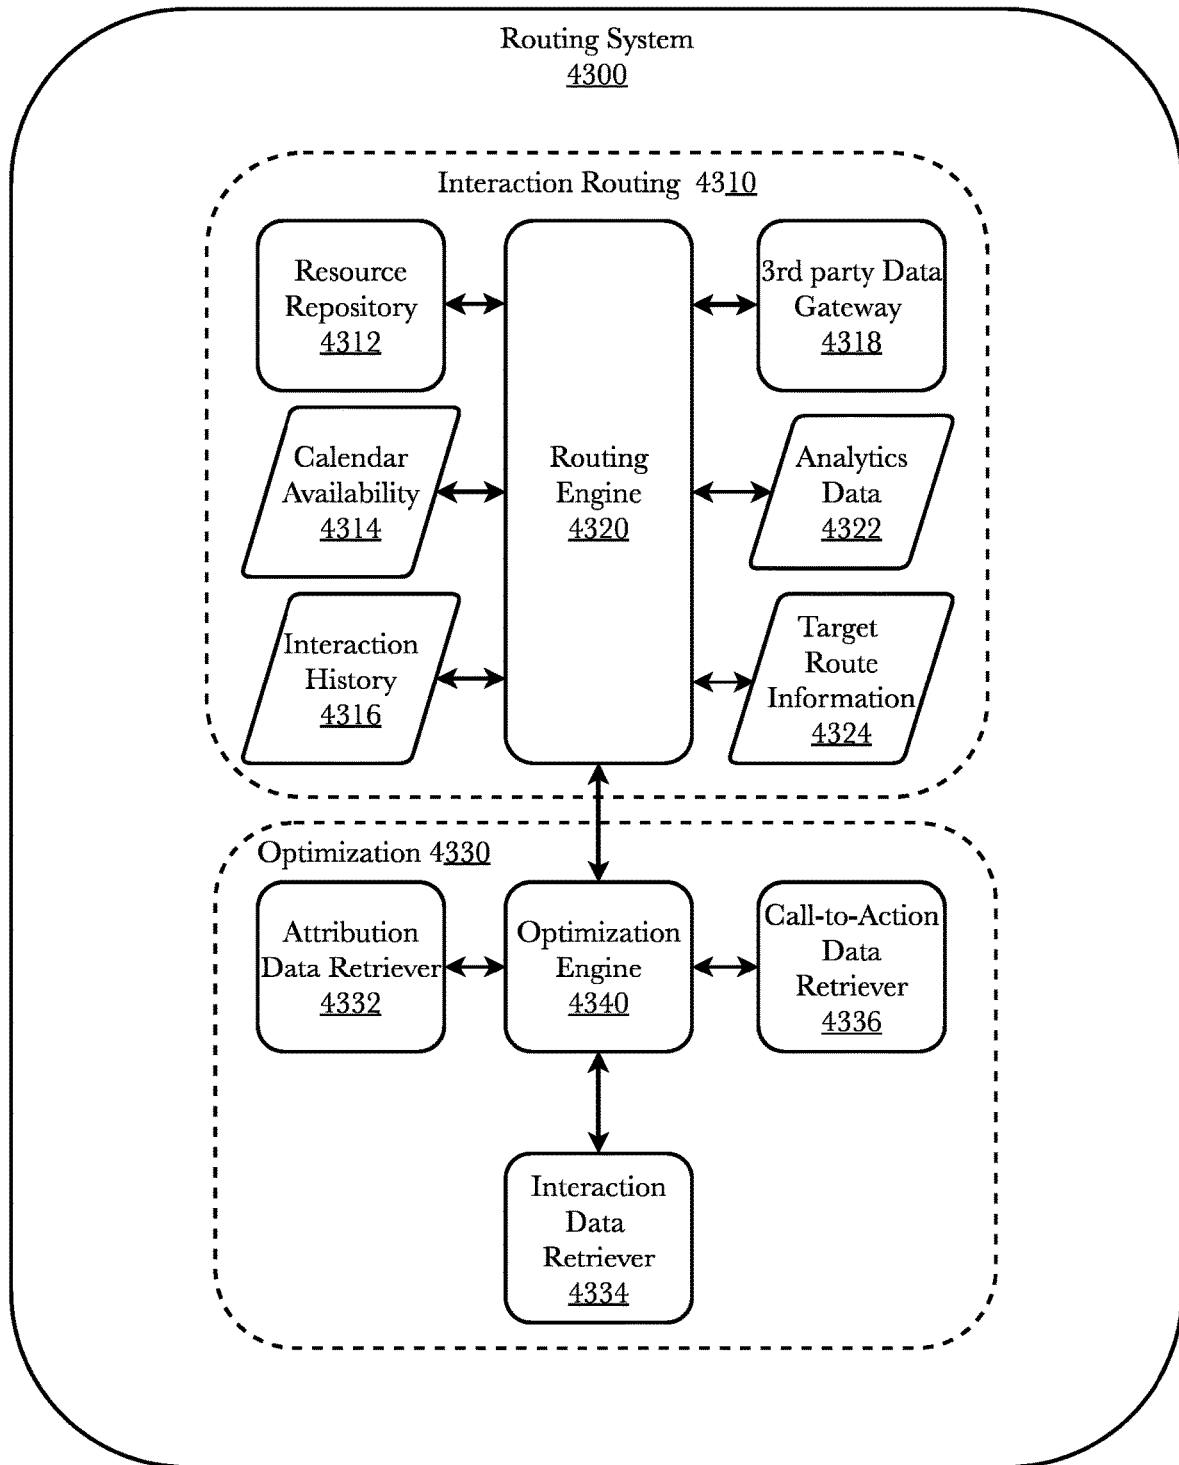 Routing System
4300
Interaction Routing 4310
Resource
Repository
4312
Routing
Engine
4320
3rd party Data
Gateway
4318
Calendar
Availability
4314
Analytics
Data
4322
Interaction
History
4316
Target
Route
Information
4324
Optimization 4330
Attribution
Data Retriever
4332
Optimization
Engine
4340
Call-to-Action
Data
Retriever
4336
Interaction
Data
Retriever
4334